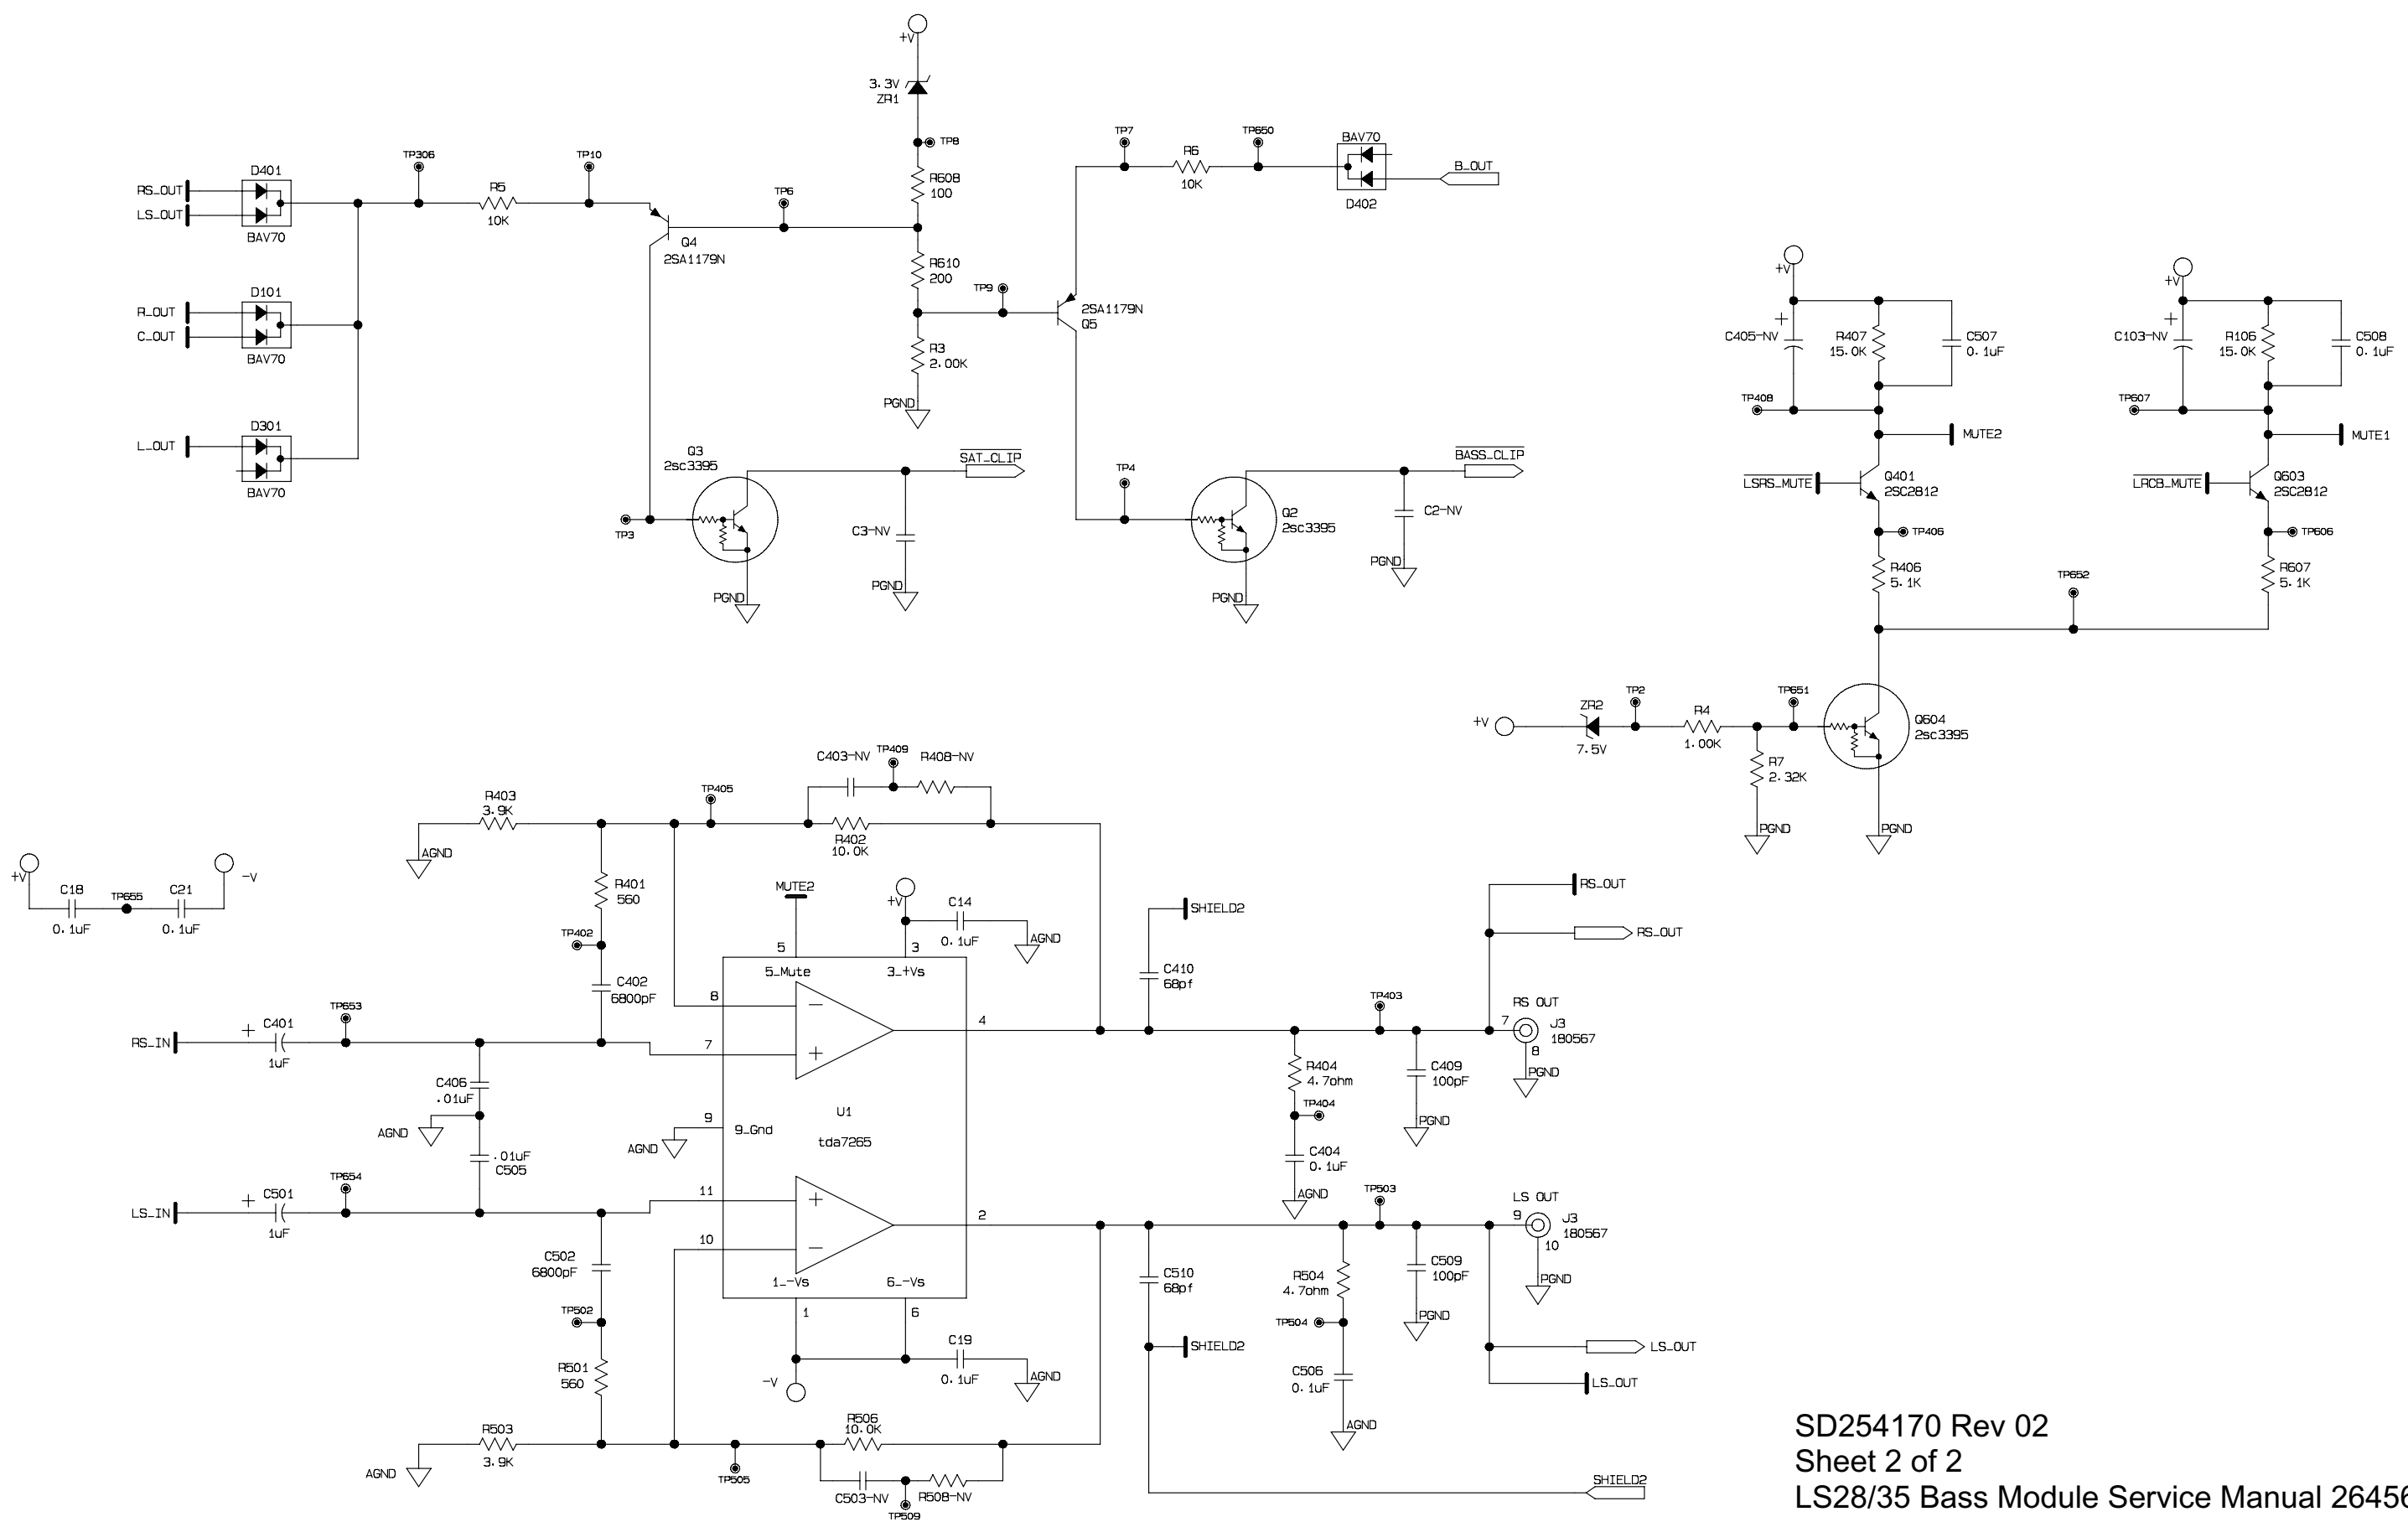 +V
3.3V
ZR1
TP8
R608
100
TP7
TP650
R6
10K
BAV70
B_OUT
D402
D401
RS_OUT
LS_OUT
BAV70
TP306
R5
10K
TP10
TP6
Q4
2SA1179N
R610
200
TP9
2SA1179N
Q5
D101
R_OUT
C_OUT
BAV70
R3
2.00K
PGND
D301
L_OUT
BAV70
Q3
2sc3395
SAT_CLIP
TP3
C3-NV
PGND
PGND
TP4
BASS_CLIP
Q2
2sc3395
C2-NV
PGND
PGND
+V
+
C405-NV
R407
15.0K
C507
0.1uF
TP408
MUTE2
LSRS_MUTE
Q401
2SC2812
TP406
R406
5.1K
+V
+
C103-NV
R106
15.0K
C508
0.1uF
TP607
MUTE1
LRCB_MUTE
Q603
2SC2812
TP606
R607
5.1K
TP652
+V
ZR2
7.5V
TP2
R4
1.00K
TP651
Q604
2sc3395
R7
2.32K
PGND
PGND
+V
C18
0.1uF
TP655
C21
0.1uF
-V
R403
3.9K
AGND
TP405
C403-NV
TP409
R408-NV
R402
10.0K
R401
560
TP402
C402
6800pF
MUTE2
+V
C14
0.1uF
AGND
5
3
5_Mute
3_+Vs
8
7
4
RS_IN
+
C401
1uF
TP653
C406
.01uF
AGND
.01uF
C505
LS_IN
+
C501
1uF
TP654
9
9_Gnd
AGND
U1
tda7265
11
10
2
1_-Vs
6_-Vs
1
6
-V
C19
0.1uF
AGND
C502
6800pF
TP502
R501
560
R503
3.9K
AGND
TP505
R506
10.0K
C503-NV
TP509
R508-NV
SHIELD2
C410
68pf
RS_OUT
RS_OUT
TP403
RS OUT
7
J3
180567
8
PGND
R404
4.7ohm
TP404
C404
0.1uF
AGND
C409
100pF
PGND
TP503
LS OUT
9
J3
180567
10
PGND
C510
68pf
SHIELD2
R504
4.7ohm
TP504
C506
0.1uF
AGND
C509
100pF
PGND
LS_OUT
LS_OUT
SHIELD2
SD254170 Rev 02
Sheet 2 of 2
LS28/35 Bass Module Service Manual 26456